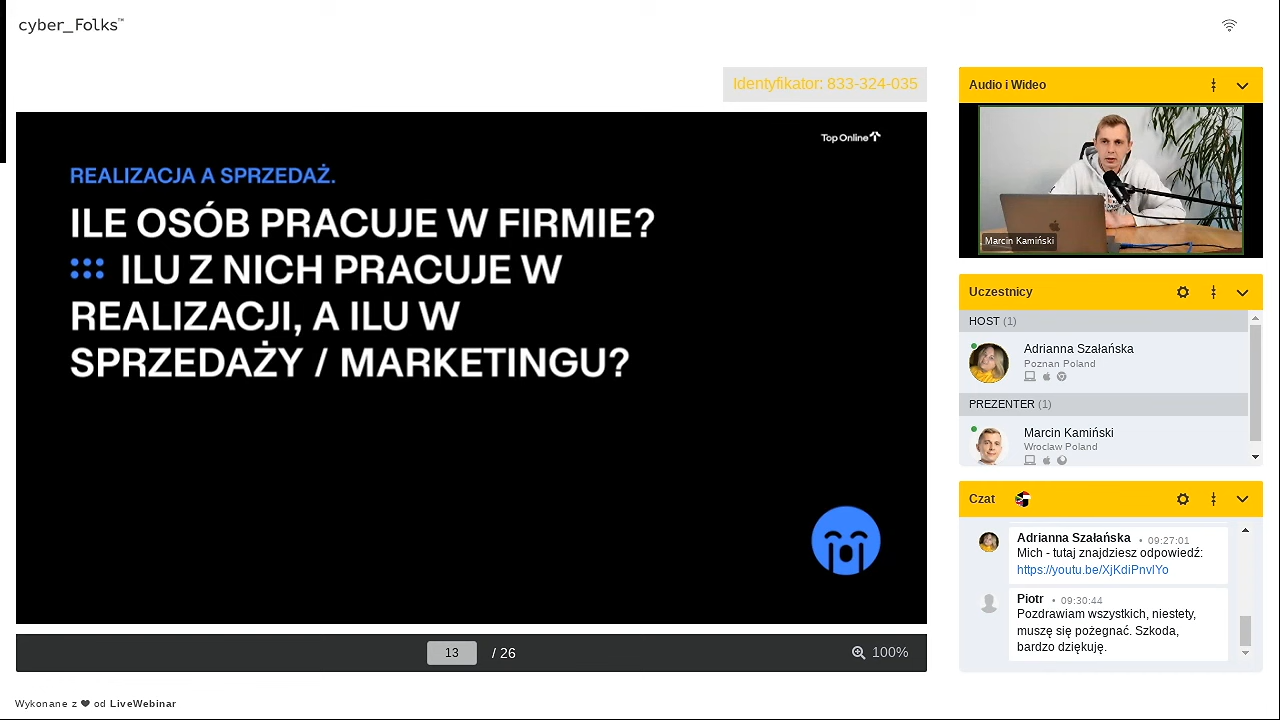 cyber_Folks™
Identyfikator: 833-324-035
Top Online
REALIZACJA A SPRZEDAŻ.
ILE OSÓB PRACUJE W FIRMIE?
ILU Z NICH PRACUJE W
REALIZACJI, A ILU W
SPRZEDAŻY / MARKETINGU?
13 / 26
100%
Wykonane z ❤ od LiveWebinar
Audio i Wideo
Marcin Kamiński
Uczestnicy
HOST (1)
Adrianna Szałańska
Poznan Poland
PREZENTER (1)
Marcin Kamiński
Wroclaw Poland
Czat
Adrianna Szałańska • 09:27:01
Mich - tutaj znajdziesz odpowiedź:
https://youtu.be/XjKdiPnvlYo
Piotr • 09:30:44
Pozdrawiam wszystkich, niestety,
muszę się pożegnać. Szkoda,
bardzo dziękuję.